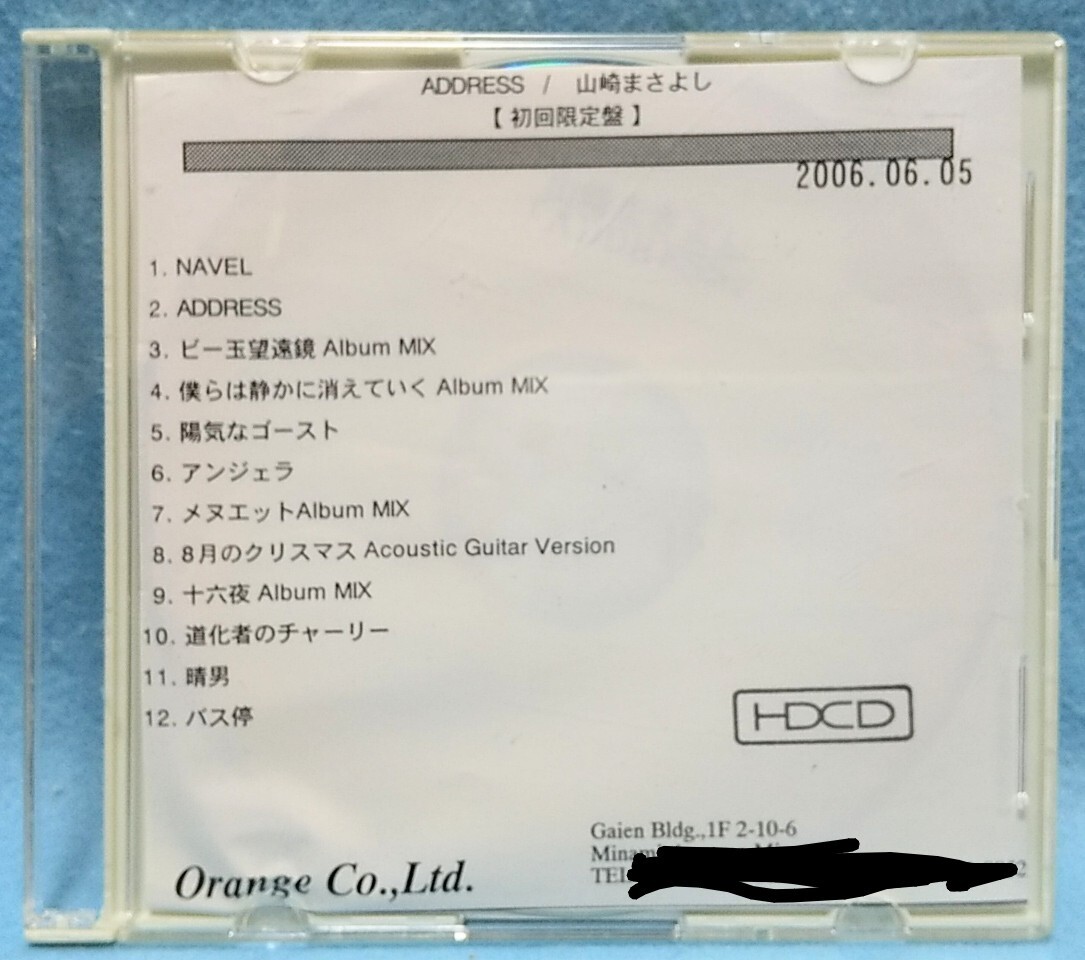 ADDRESS / 山崎まさよし
【 初回限定盤 】
2006.06.05
1. NAVEL
2. ADDRESS
3. ビー玉望遠鏡 Album MIX
4. 僕らは静かに消えていく Album MIX
5. 陽気なゴースト
6. アンジェラ
7. メヌエットAlbum MIX
8. 8月のクリスマス Acoustic Guitar Version
9. 十六夜 Album MIX
10. 道化者のチャーリー
11. 晴男
12. バス停
HDCD
Gaien Bldg.,1F 2-10-6
TEL
Orange Co.,Ltd.